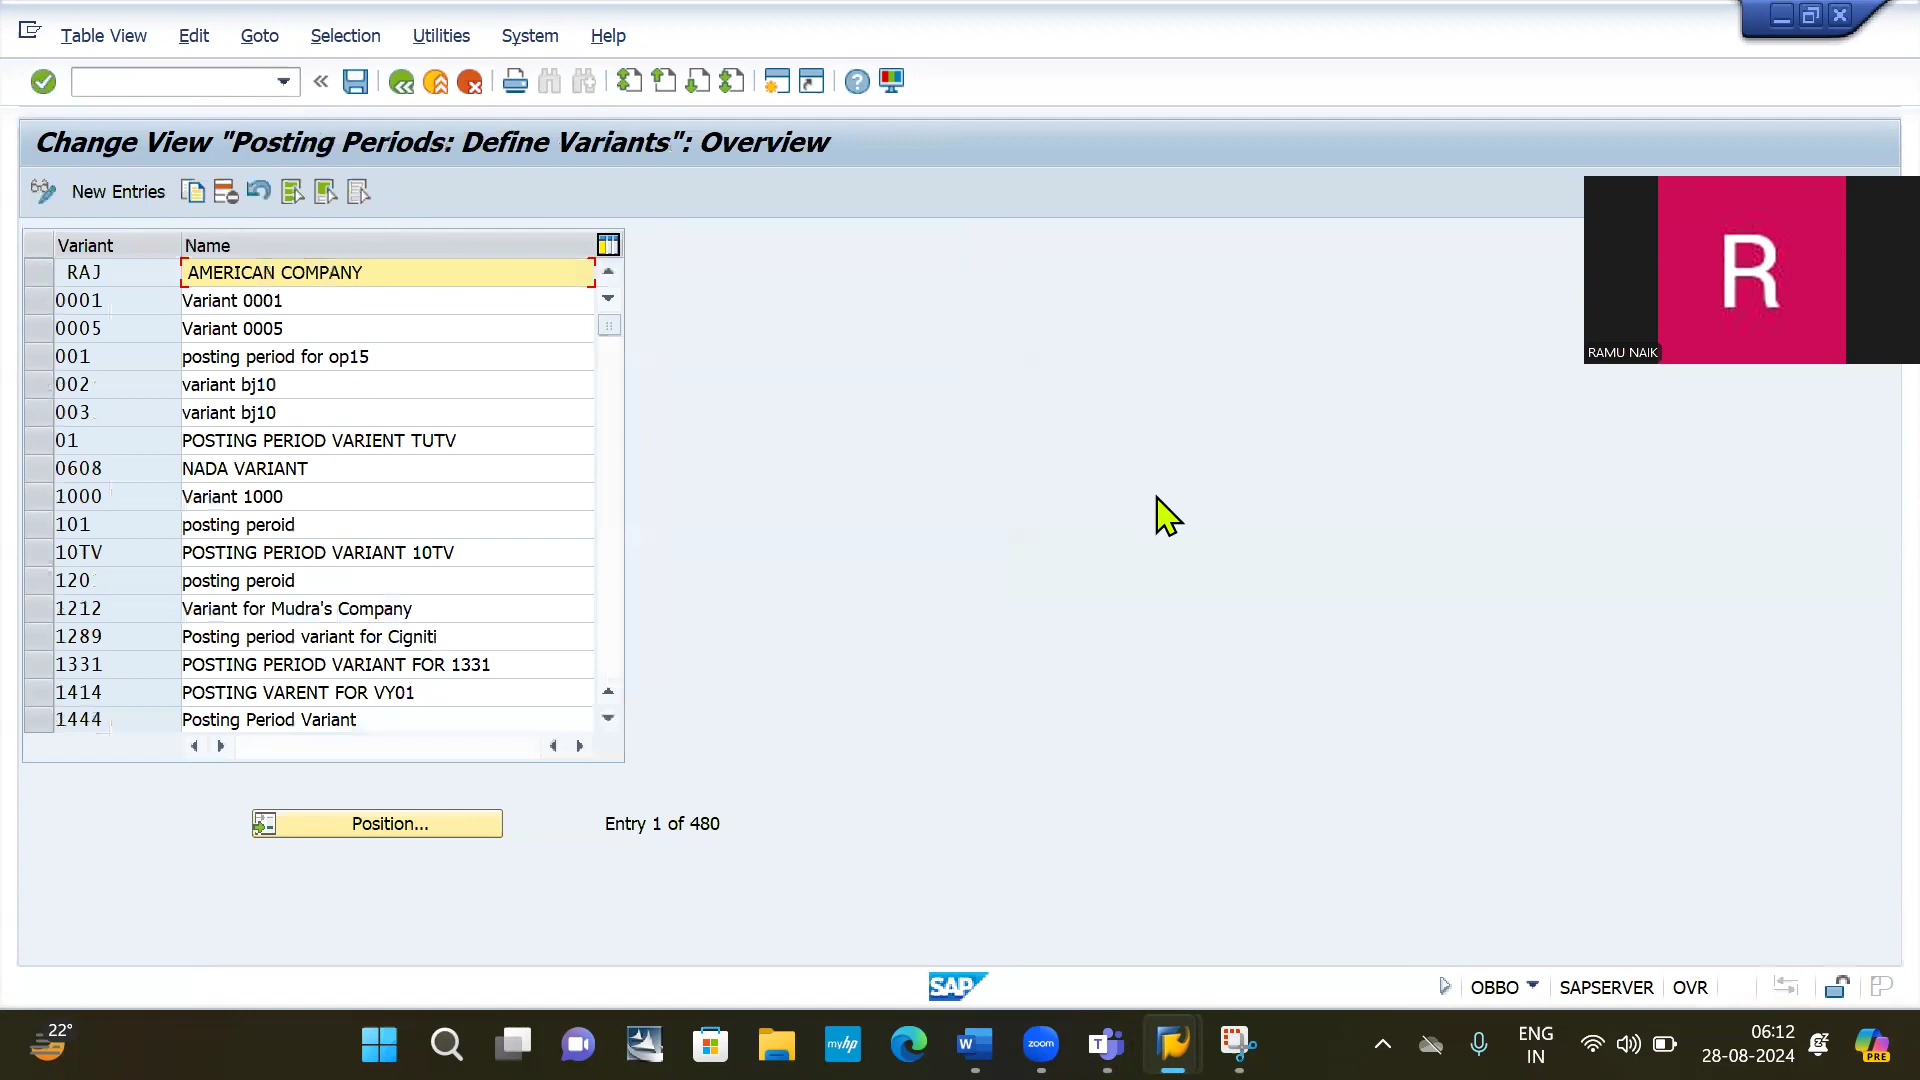 Table View Edit Goto Selection Utilities System Help
Change View "Posting Periods: Define Variants": Overview
New Entries
Variant Name
RAJ AMERICAN COMPANY
0001 Variant 0001
0005 Variant 0005
001 posting period for op15
002 variant bj10
003 variant bj10
01 POSTING PERIOD VARIENT TUTV
0608 NADA VARIANT
1000 Variant 1000
101 posting peroid
10TV POSTING PERIOD VARIANT 10TV
120 posting peroid
1212 Variant for Mudra's Company
1289 Posting period variant for Cigniti
1331 POSTING PERIOD VARIANT FOR 1331
1414 POSTING VARENT FOR VY01
1444 Posting Period Variant
Position... Entry 1 of 480
R
RAMU NAIK
SAP OBBO SAPSERVER OVR
22°
myhp
W
zoom
T
ENG
IN
06:12
28-08-2024
PRE